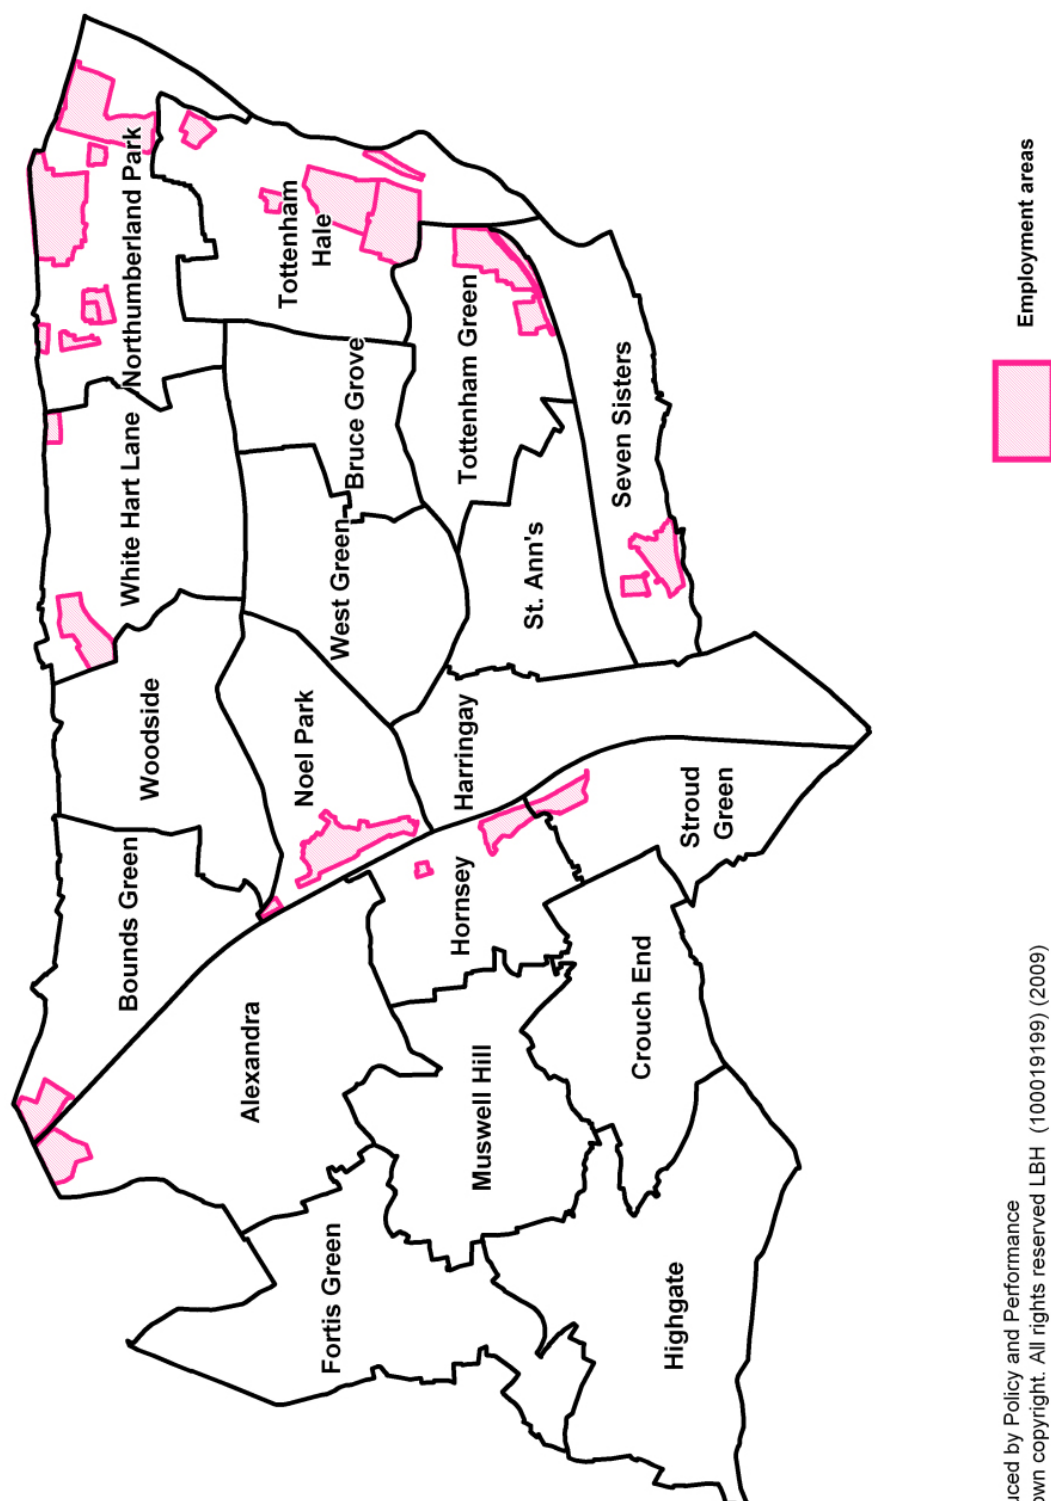 Northumberland Park
White Hart Lane
Woodside
Bounds Green
Tottenham
Hale
Bruce Grove
West Green
Noel Park
Alexandra
Fortis Green
Tottenham Green
St. Ann's
Harringay
Hornsey
Muswell Hill
Seven Sisters
Stroud
Green
Crouch End
Highgate
Employment areas
by Policy and Performance
copyright. All rights reserved LBH (100019199) (2009)